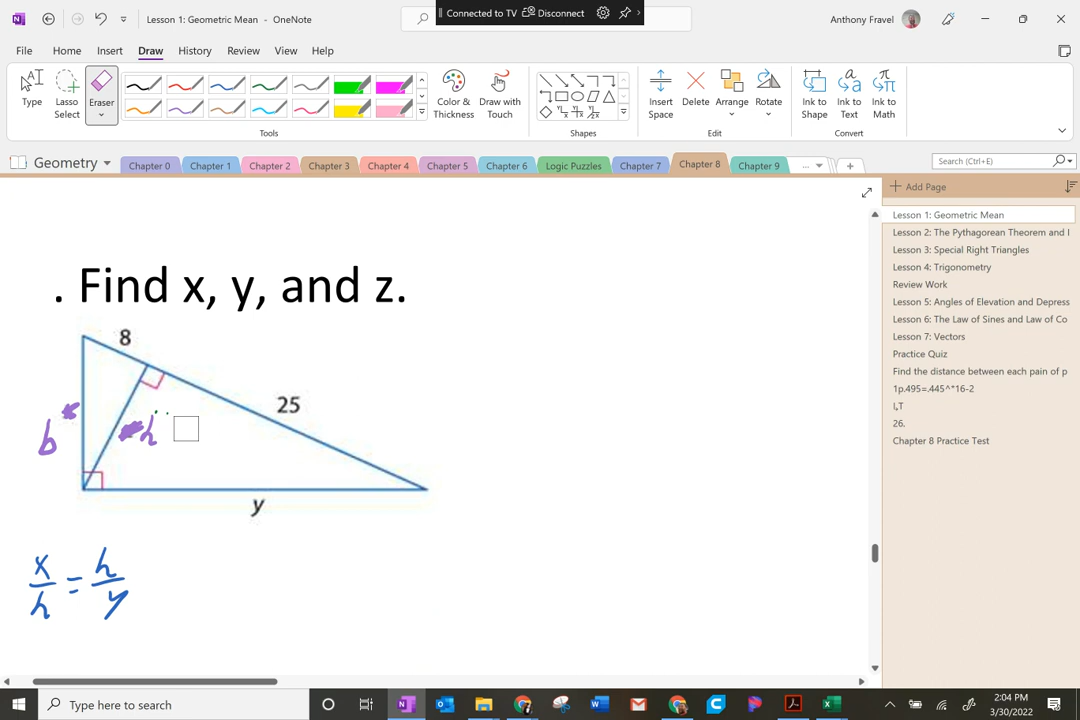 Connected to TV Disconnect
Lesson 1: Geometric Mean - OneNote
Anthony Fravel
File Home Insert Draw History Review View Help
Type
Lasso Select
Eraser
Color & Thickness
Draw with Touch
Insert Space
Delete
Arrange
Rotate
Ink to Shape
Ink to Text
Ink to Math
Tools
Shapes
Edit
Convert
Geometry
Chapter 0
Chapter 1
Chapter 2
Chapter 3
Chapter 4
Chapter 5
Chapter 6
Logic Puzzles
Chapter 7
Chapter 8
Chapter 9
...
Search (Ctrl+E)
Add Page
Lesson 1: Geometric Mean
Lesson 2: The Pythagorean Theorem and I
Lesson 3: Special Right Triangles
Lesson 4: Trigonometry
Review Work
Lesson 5: Angles of Elevation and Depress
Lesson 6: The Law of Sines and Law of Co
Lesson 7: Vectors
Practice Quiz
Find the distance between each pair of p
1p.495=.445^*16-2
I,T
26.
Chapter 8 Practice Test
. Find x, y, and z.
8
25
b
h
y
x/h = h/y
Type here to search
2:04 PM
3/30/2022